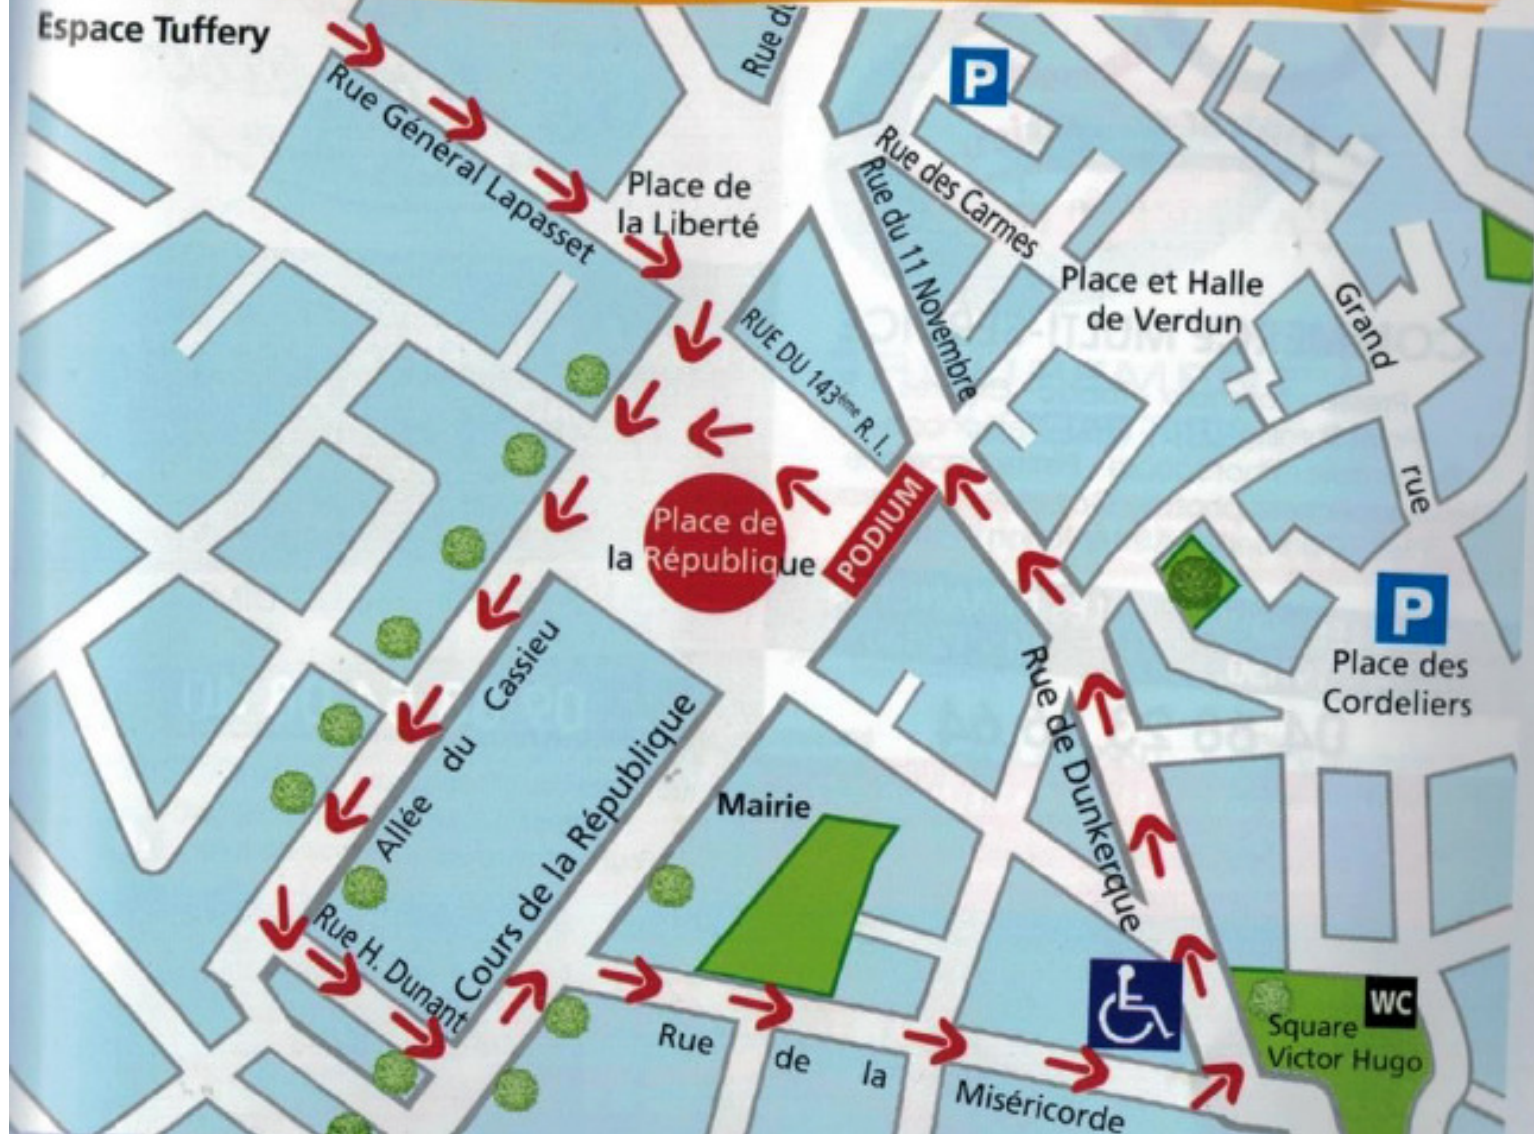 Espace Tuffery
Rue du
P
Rue Général Lapasset
Place de
la Liberté
Rue des Carmes
Rue du 11 Novembre
Place et Halle
de Verdun
Grand
rue
RUE DU 143ème R. I.
PODIUM
Place de
la République
P
Place des
Cordeliers
Allée du Cassieu
Cours de la République
Rue de Dunkerque
Mairie
Rue H. Dunant
WC
Square
Victor Hugo
Rue de la Miséricorde